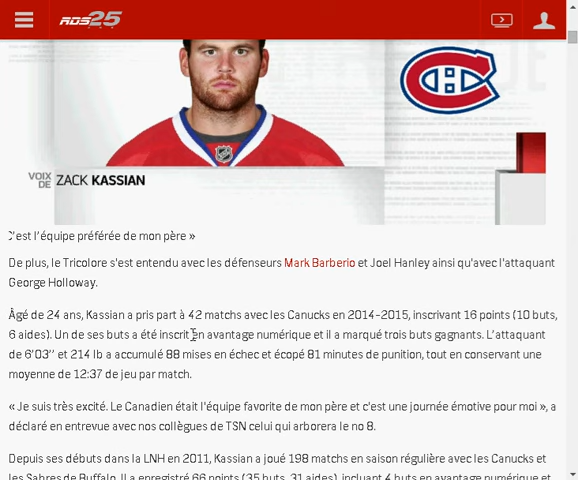 RDS25
VOIX DE ZACK KASSIAN
C'est l'équipe préférée de mon père »
De plus, le Tricolore s'est entendu avec les défenseurs Mark Barberio et Joel Hanley ainsi qu'avec l'attaquant
George Holloway.
Âgé de 24 ans, Kassian a pris part à 42 matchs avec les Canucks en 2014-2015, inscrivant 16 points (10 buts,
6 aides). Un de ses buts a été inscrit en avantage numérique et il a marqué trois buts gagnants. L'attaquant
de 6'03'' et 214 lb a accumulé 88 mises en échec et écopé 81 minutes de punition, tout en conservant une
moyenne de 12:37 de jeu par match.
« Je suis très excité. Le Canadien était l'équipe favorite de mon père et c'est une journée émotive pour moi », a
déclaré en entrevue avec nos collègues de TSN celui qui arborera le no 8.
Depuis ses débuts dans la LNH en 2011, Kassian a joué 198 matchs en saison régulière avec les Canucks et
les Sabres de Buffalo. Il a enregistré 66 points (35 buts, 31 aides), incluant 4 buts en avantage numérique et